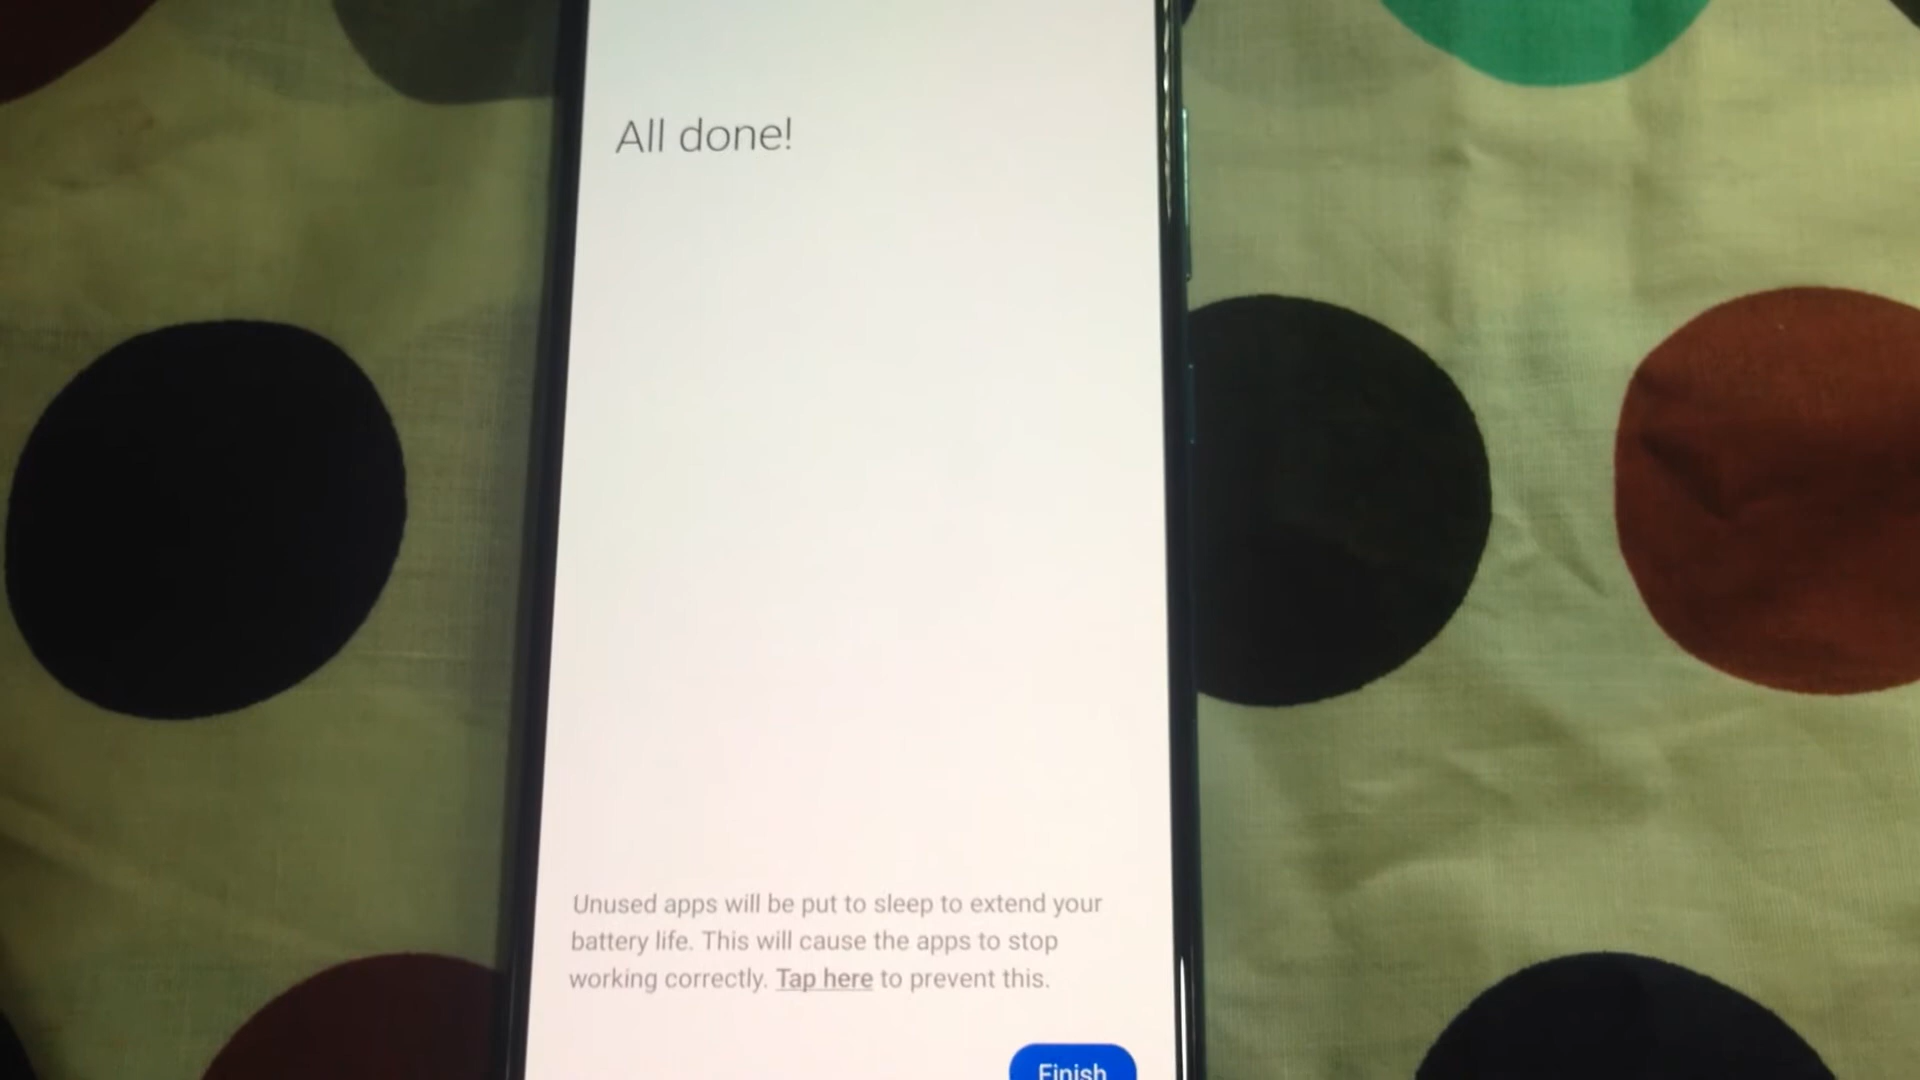 All done!
Unused apps will be put to sleep to extend your
battery life. This will cause the apps to stop
working correctly. Tap here to prevent this.
Finish